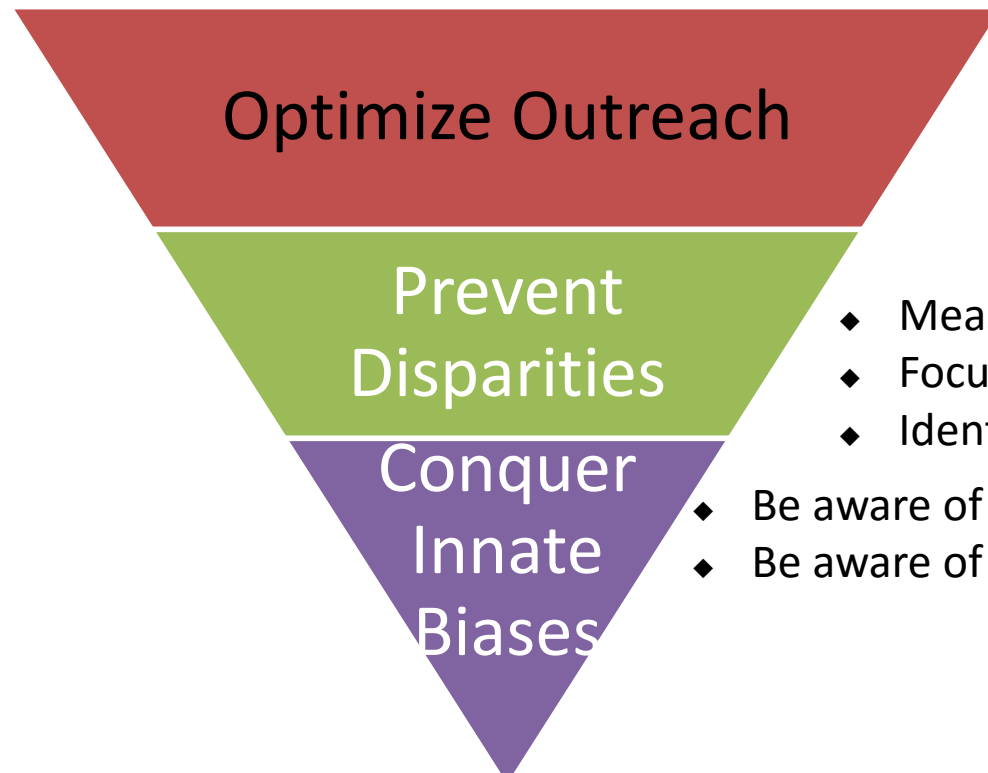 Optimize Outreach
Prevent
Disparities
Conquer
Innate
Biases
Be aware of
Be aware of